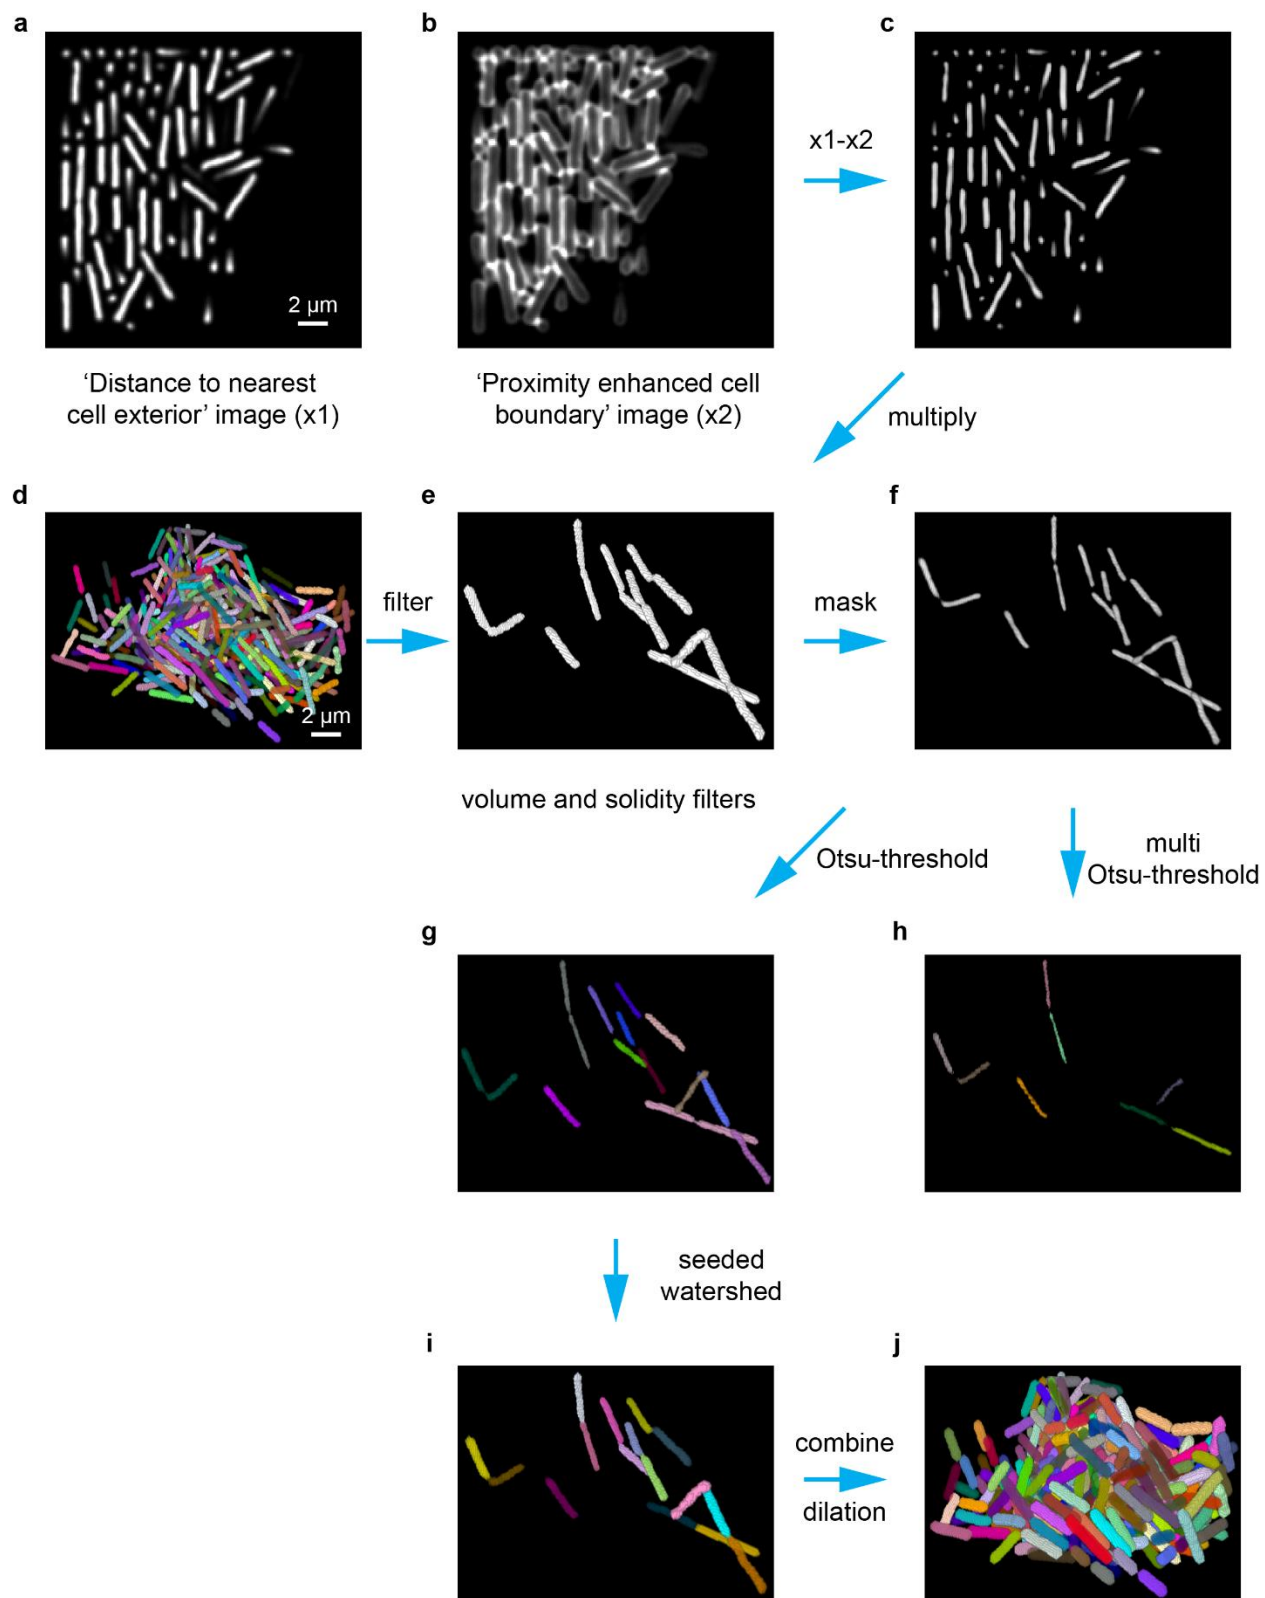 a
b
c
x1-x2
2 µm
‘Distance to nearest
cell exterior’ image (x1)
‘Proximity enhanced cell
boundary’ image (x2)
multiply
d
e
f
filter
mask
2 µm
volume and solidity filters
Otsu-threshold
multi
Otsu-threshold
g
h
seeded
watershed
i
j
combine
dilation